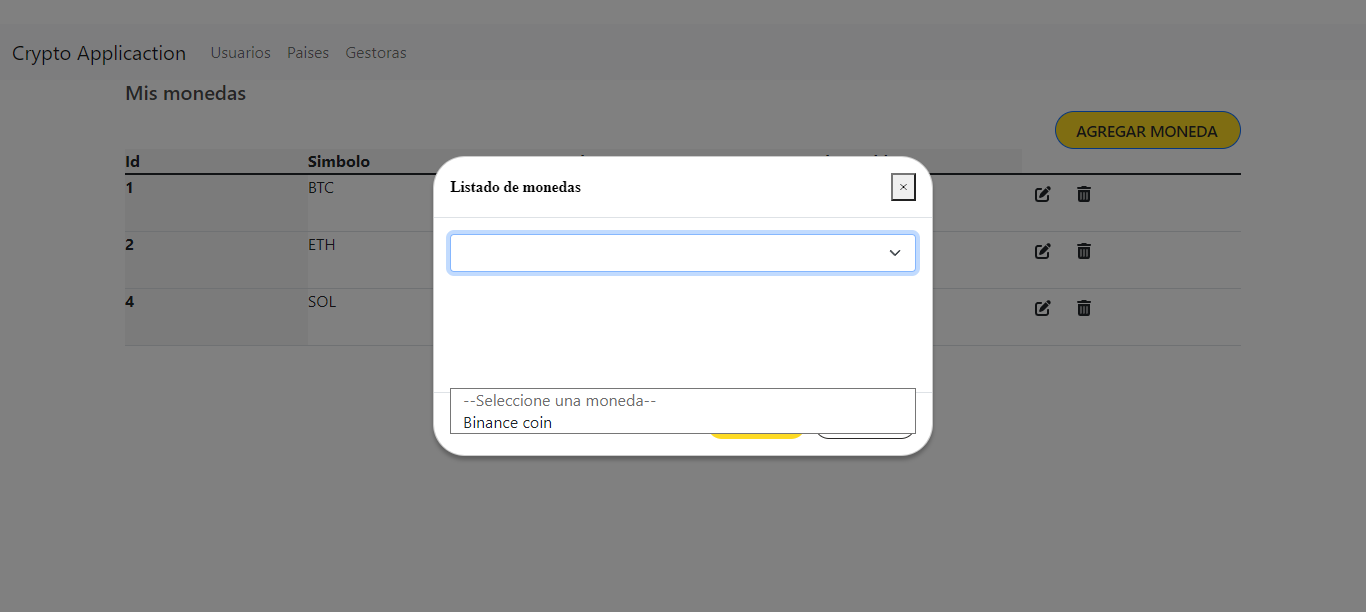 Crypto Applicaction Usuarios Paises Gestoras
Mis monedas
AGREGAR MONEDA
Id Simbolo
1 BTC
2 ETH
4 SOL
Listado de monedas ×
--Seleccione una moneda--
Binance coin